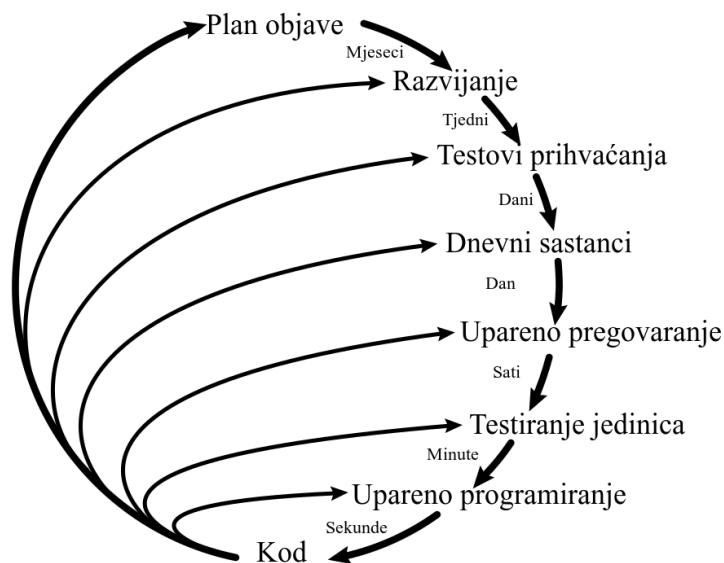 Plan objave
Mjeseci
Razvijanje
Tjedni
Testovi prihvaćanja
Dani
Dnevni sastanci
Dan
Upareno pregovaranje
Sati
Testiranje jedinica
Minute
Upareno programiranje
Sekunde
Kod